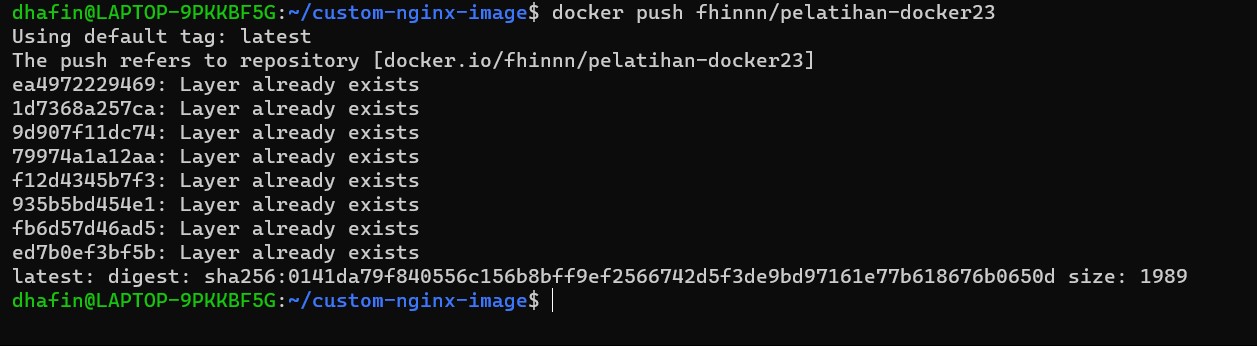 dhafin@LAPTOP-9PKKBF5G:~/custom-nginx-image$ docker push fhinnn/pelatihan-docker23
Using default tag: latest
The push refers to repository [docker.io/fhinnn/pelatihan-docker23]
ea4972229469: Layer already exists
1d7368a257ca: Layer already exists
9d907f11dc74: Layer already exists
79974a1a12aa: Layer already exists
f12d4345b7f3: Layer already exists
935b5bd454e1: Layer already exists
fb6d57d46ad5: Layer already exists
ed7b0ef3bf5b: Layer already exists
latest: digest: sha256:0141da79f840556c156b8bff9ef2566742d5f3de9bd97161e77b618676b0650d size: 1989
dhafin@LAPTOP-9PKKBF5G:~/custom-nginx-image$